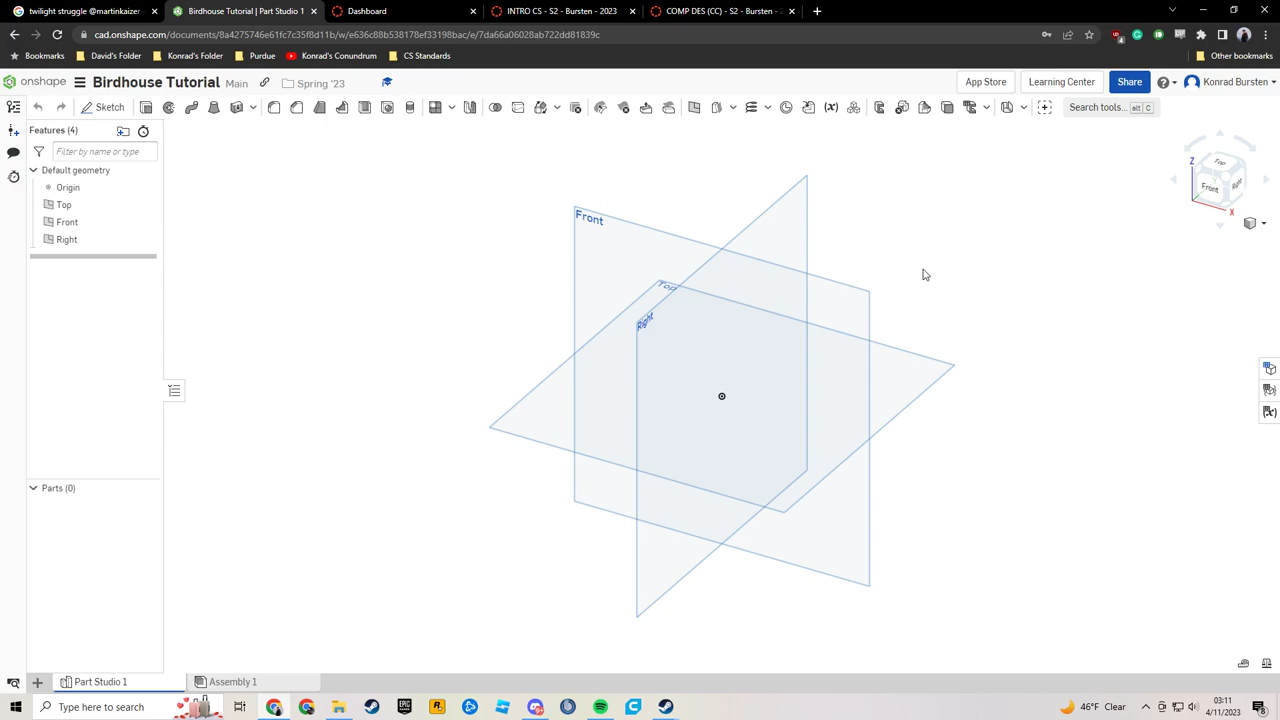 twilight struggle @martinkaizer
Birdhouse Tutorial | Part Studio 1
Dashboard
INTRO CS - S2 - Bursten - 2023
COMP DES (CC) - S2 - Bursten - 2
cad.onshape.com/documents/8a4275746e61fc7c35f8d11b/w/e636c88b538178ef33198bac/e/7da66a06028ab722dd81839c
Bookmarks
David's Folder
Konrad's Folder
Purdue
Konrad's Conundrum
CS Standards
Other bookmarks
onshape
Birdhouse Tutorial
Main
Spring '23
App Store
Learning Center
Share
Konrad Bursten
Sketch
(x)
Search tools...
alt C
Features (4)
Filter by name or type
Default geometry
Origin
Top
Front
Right
Parts (0)
Front
Top
Right
Z
Top
Front
Right
X
Part Studio 1
Assembly 1
Type here to search
46°F Clear
03:11
4/11/2023